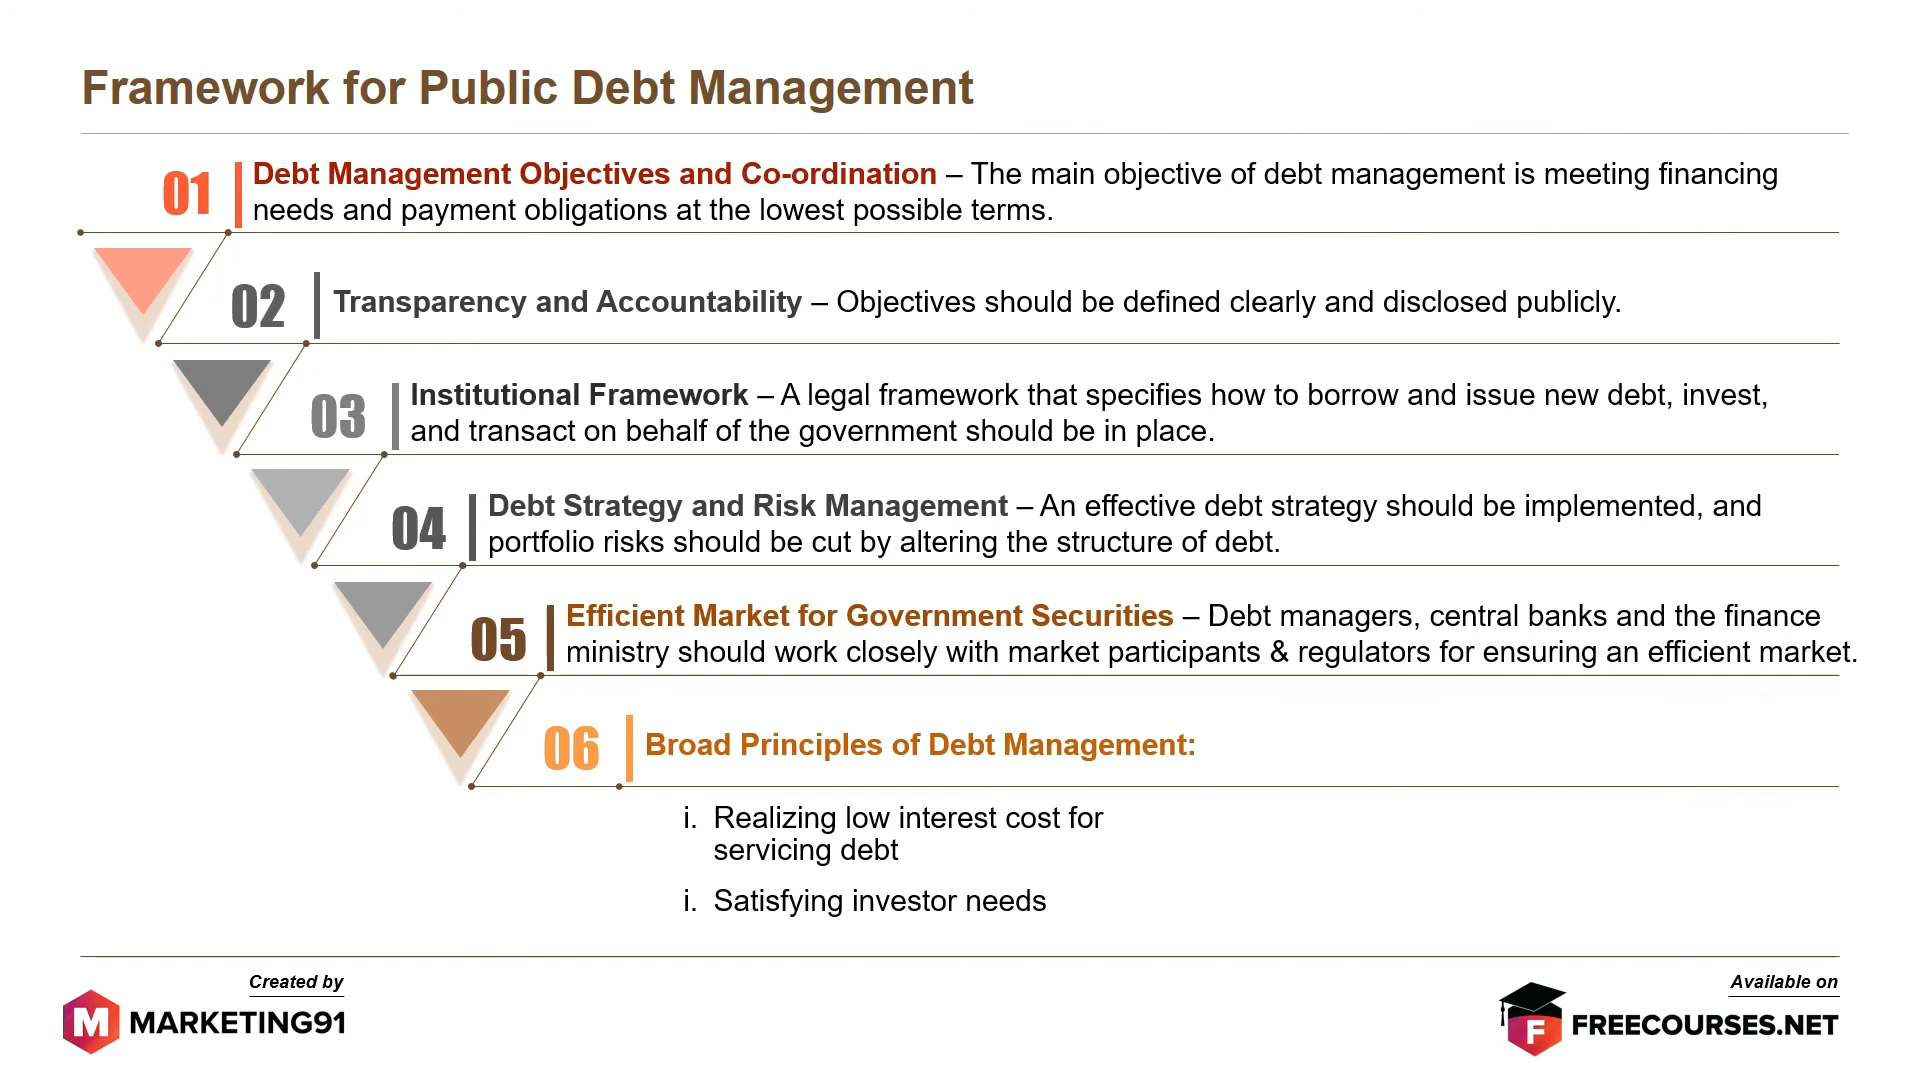 Framework for Public Debt Management
01
Debt Management Objectives and Co-ordination – The main objective of debt management is meeting financing
needs and payment obligations at the lowest possible terms.
02
Transparency and Accountability – Objectives should be defined clearly and disclosed publicly.
03
Institutional Framework – A legal framework that specifies how to borrow and issue new debt, invest,
and transact on behalf of the government should be in place.
04
Debt Strategy and Risk Management – An effective debt strategy should be implemented, and
portfolio risks should be cut by altering the structure of debt.
05
Efficient Market for Government Securities – Debt managers, central banks and the finance
ministry should work closely with market participants & regulators for ensuring an efficient market.
06
Broad Principles of Debt Management:
i. Realizing low interest cost for
servicing debt
i. Satisfying investor needs
Created by
M MARKETING91
Available on
F FREECOURSES.NET